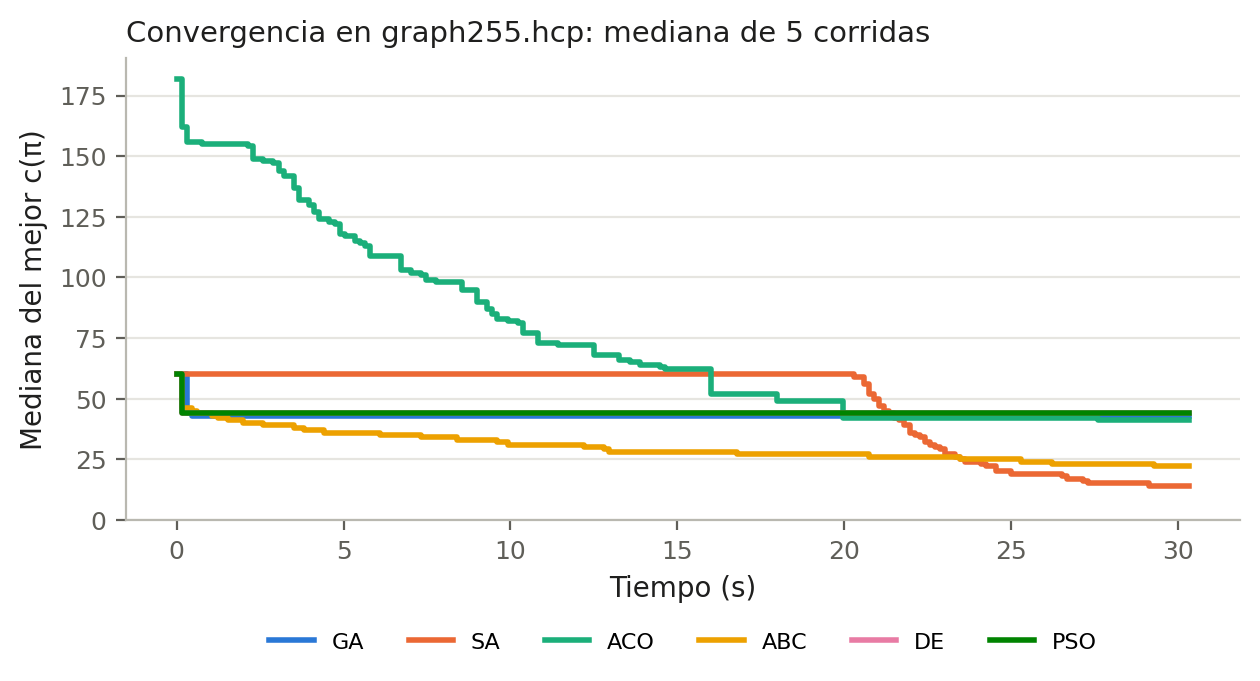 Convergencia en graph255.hcp: mediana de 5 corridas
Mediana del mejor c(π)
175
150
125
100
75
50
25
0
0 5 10 15 20 25 30
Tiempo (s)
GA SA ACO ABC DE PSO